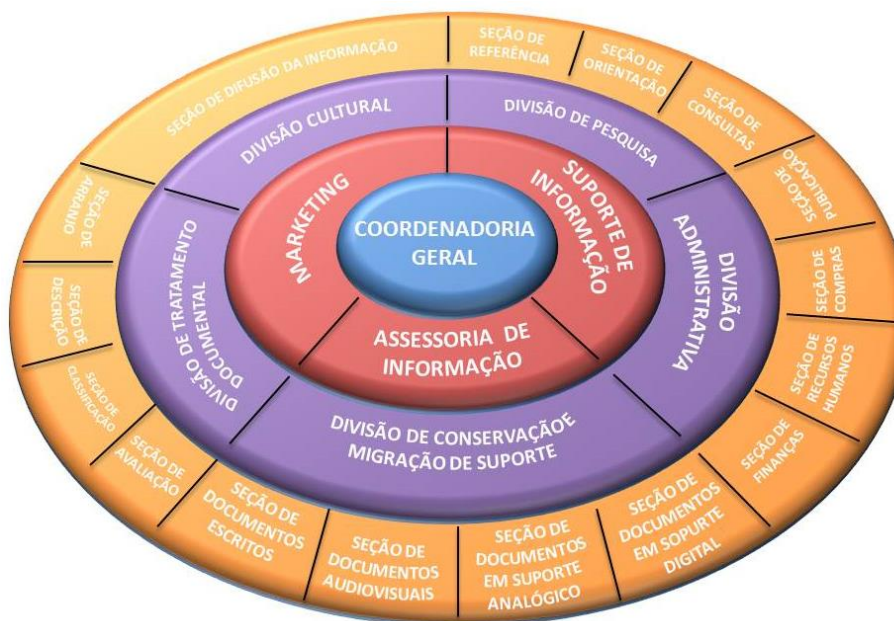 SEÇÃO DE DIFUSÃO DA INFORMAÇÃO
SEÇÃO DE
REFERÊNCIA
SEÇÃO DE
ORIENTAÇÃO
SEÇÃO DE
CONSULTAS
SEÇÃO DE
PUBLICAÇÃO
SEÇÃO DE
COMPRAS
SEÇÃO DE
RECURSOS
HUMANOS
SEÇÃO DE
FINANÇAS
SEÇÃO DE
DOCUMENTOS
EM SOPURTE
DIGITAL
SEÇÃO DE
DOCUMENTOS
EM SUPORTE
ANALÓGICO
SEÇÃO DE
DOCUMENTOS
AUDIOVISUAIS
SEÇÃO DE
DOCUMENTOS
ESCRITOS
SEÇÃO DE
AVALIAÇÃO
SEÇÃO DE
CLASSIFICAÇÃO
SEÇÃO DE
DESCRIÇÃO
SEÇÃO DE
ARRANJO
DIVISÃO CULTURAL
DIVISÃO DE PESQUISA
DIVISÃO
ADMINISTRATIVA
DIVISÃO DE CONSERVAÇÃOE
MIGRAÇÃO DE SUPORTE
DIVISÃO DE TRATAMENTO
DOCUMENTAL
MARKETING
SUPORTE DE
INFORMAÇÃO
ASSESSORIA DE
INFORMAÇÃO
COORDENADORIA
GERAL